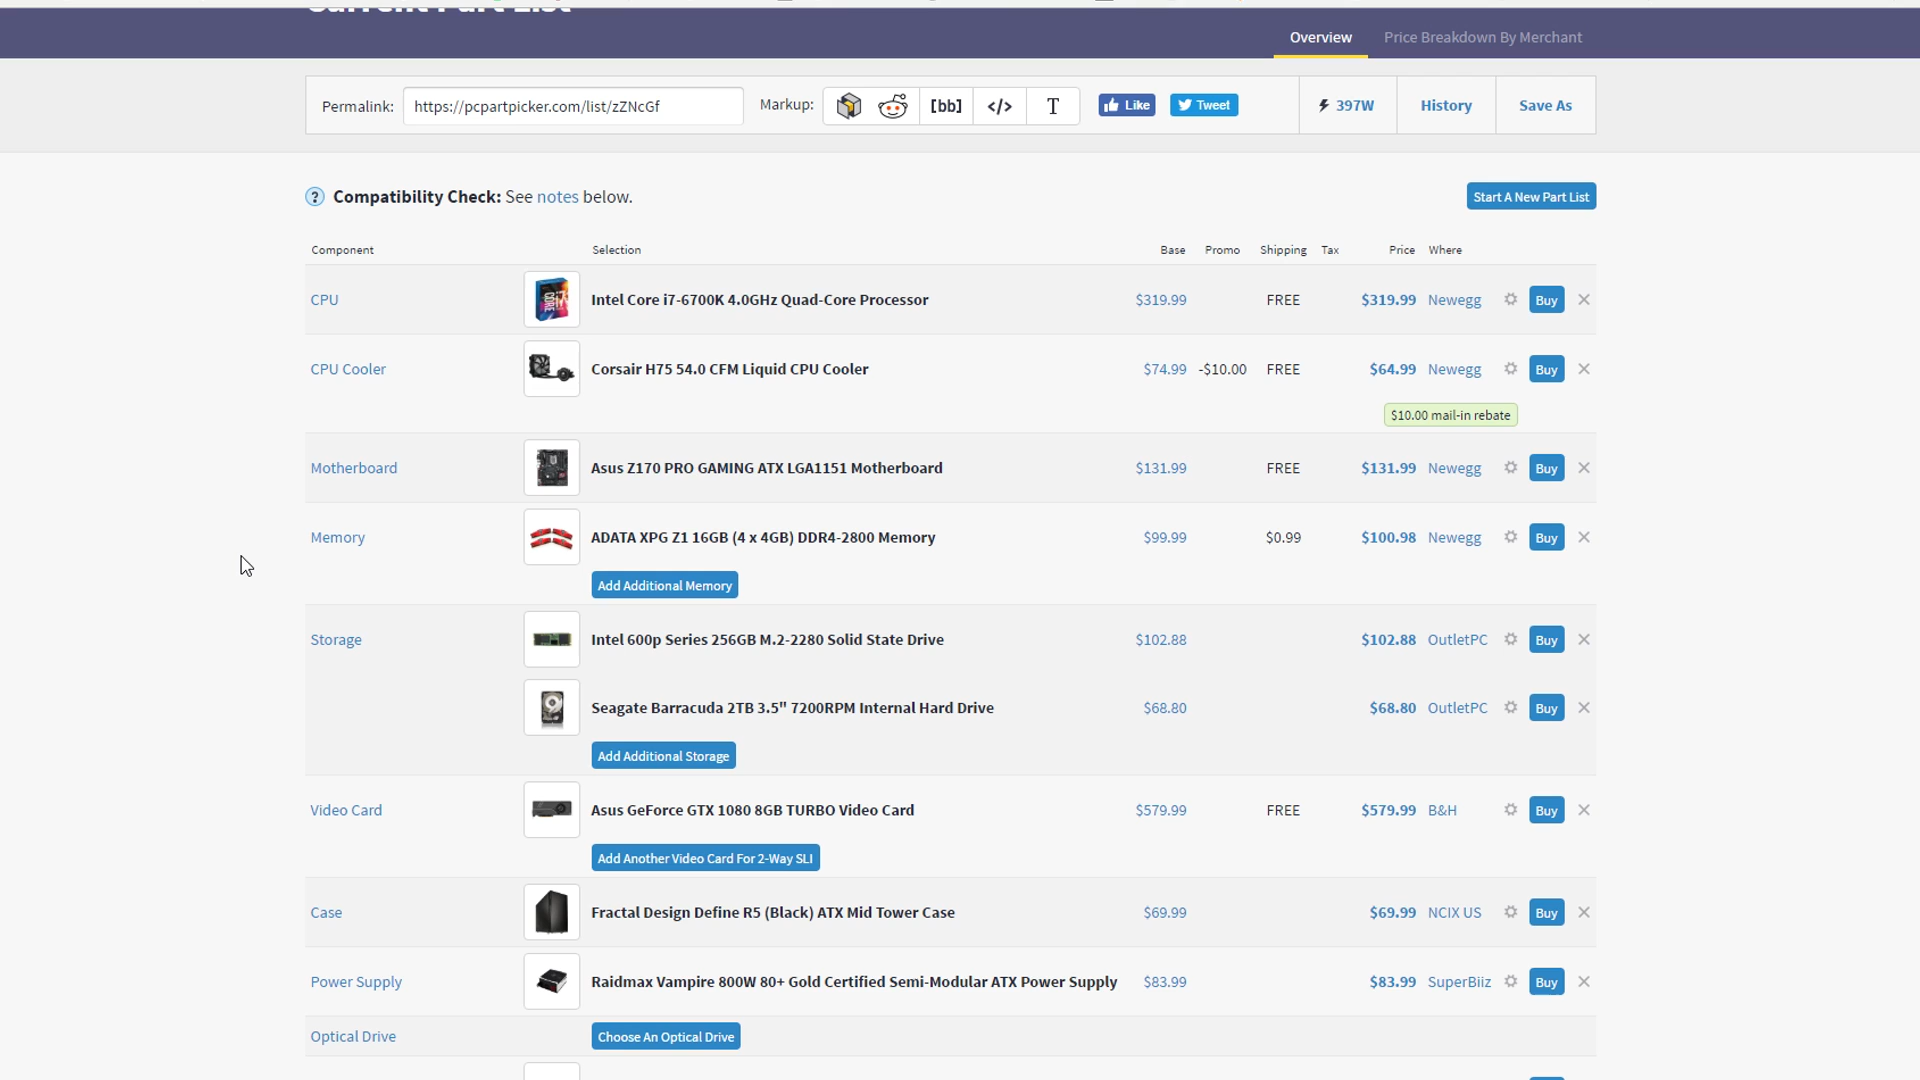 Current Part List
Overview Price Breakdown By Merchant
Permalink: https://pcpartpicker.com/list/zZNcGf Markup: [bb] </> T Like Tweet 397W History Save As
? Compatibility Check: See notes below. Start A New Part List
Component Selection Base Promo Shipping Tax Price Where
CPU Intel Core i7-6700K 4.0GHz Quad-Core Processor $319.99 FREE $319.99 Newegg Buy
CPU Cooler Corsair H75 54.0 CFM Liquid CPU Cooler $74.99 -$10.00 FREE $64.99 Newegg Buy
$10.00 mail-in rebate
Motherboard Asus Z170 PRO GAMING ATX LGA1151 Motherboard $131.99 FREE $131.99 Newegg Buy
Memory ADATA XPG Z1 16GB (4 x 4GB) DDR4-2800 Memory $99.99 $0.99 $100.98 Newegg Buy
Add Additional Memory
Storage Intel 600p Series 256GB M.2-2280 Solid State Drive $102.88 $102.88 OutletPC Buy
Seagate Barracuda 2TB 3.5" 7200RPM Internal Hard Drive $68.80 $68.80 OutletPC Buy
Add Additional Storage
Video Card Asus GeForce GTX 1080 8GB TURBO Video Card $579.99 FREE $579.99 B&H Buy
Add Another Video Card For 2-Way SLI
Case Fractal Design Define R5 (Black) ATX Mid Tower Case $69.99 $69.99 NCIX US Buy
Power Supply Raidmax Vampire 800W 80+ Gold Certified Semi-Modular ATX Power Supply $83.99 $83.99 SuperBiiz Buy
Optical Drive Choose An Optical Drive